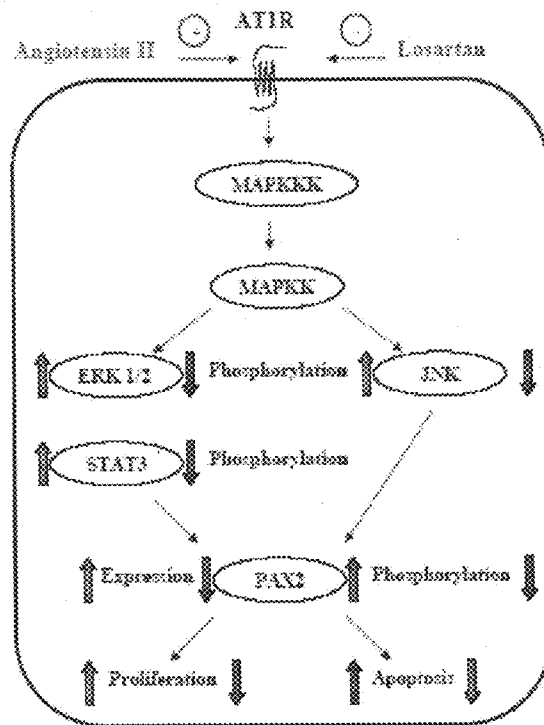 AT1R
Angiotensin II
Losartan
MAPKKK
MAPKK
ERK 1/2
Phosphorylation
JNK
STAT3
Phosphorylation
Expression
PAX2
Phosphorylation
Proliferation
Apoptosis